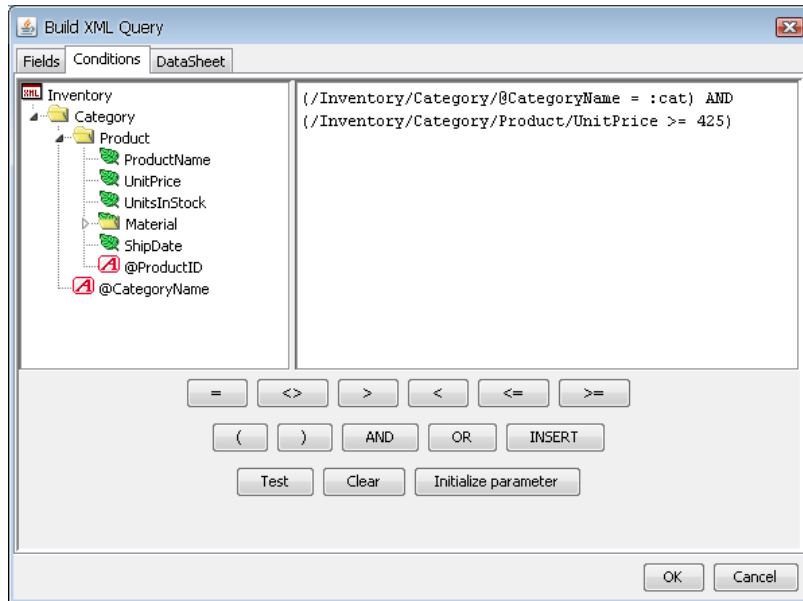 Build XML Query
Fields Conditions DataSheet
XML Inventory
Category
Product
ProductName
UnitPrice
UnitsInStock
Material
ShipDate
A @ProductID
A @CategoryName
(/Inventory/Category/@CategoryName = :cat) AND
(/Inventory/Category/Product/UnitPrice >= 425)
= <> > < <= >=
( ) AND OR INSERT
Test Clear Initialize parameter
OK Cancel